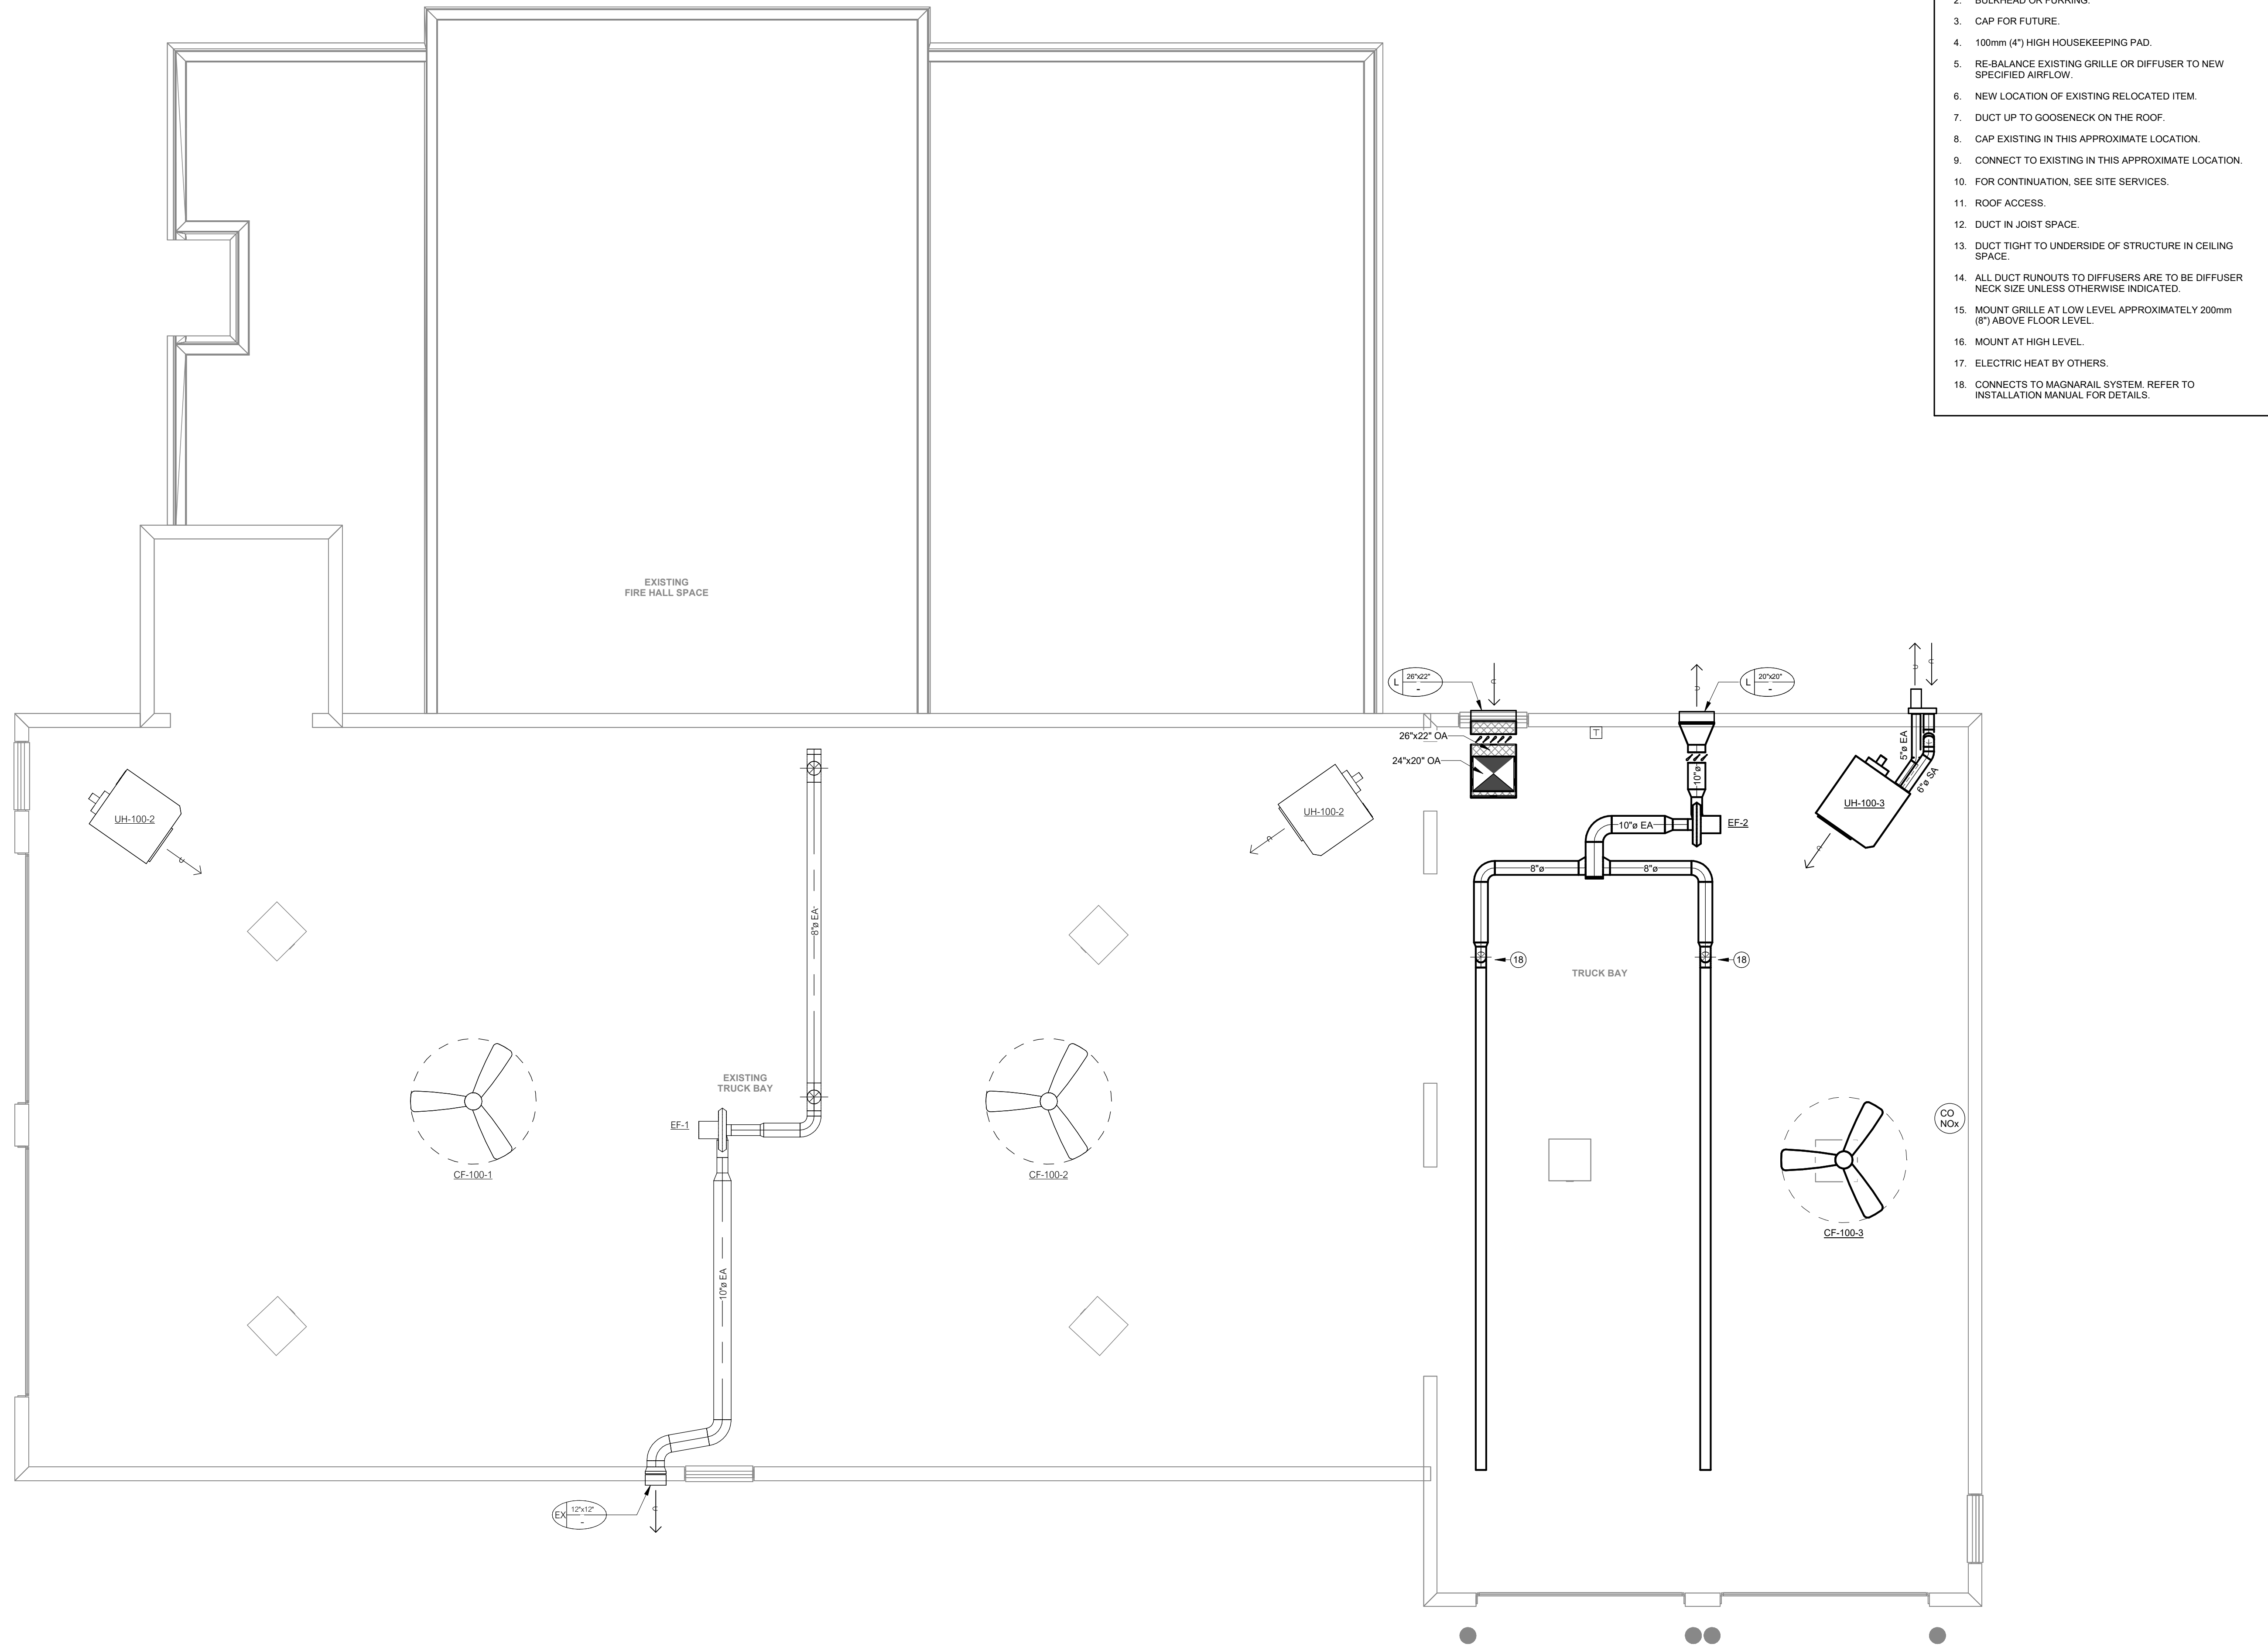 2. BULKHEAD OR FURRING.
3. CAP FOR FUTURE.
4. 100mm (4") HIGH HOUSEKEEPING PAD.
5. RE-BALANCE EXISTING GRILLE OR DIFFUSER TO NEW
SPECIFIED AIRFLOW.
6. NEW LOCATION OF EXISTING RELOCATED ITEM.
7. DUCT UP TO GOOSENECK ON THE ROOF.
8. CAP EXISTING IN THIS APPROXIMATE LOCATION.
9. CONNECT TO EXISTING IN THIS APPROXIMATE LOCATION.
10. FOR CONTINUATION, SEE SITE SERVICES.
11. ROOF ACCESS.
12. DUCT IN JOIST SPACE.
13. DUCT TIGHT TO UNDERSIDE OF STRUCTURE IN CEILING
SPACE.
14. ALL DUCT RUNOUTS TO DIFFUSERS ARE TO BE DIFFUSER
NECK SIZE UNLESS OTHERWISE INDICATED.
15. MOUNT GRILLE AT LOW LEVEL APPROXIMATELY 200mm
(8") ABOVE FLOOR LEVEL.
16. MOUNT AT HIGH LEVEL.
17. ELECTRIC HEAT BY OTHERS.
18. CONNECTS TO MAGNARAIL SYSTEM. REFER TO
INSTALLATION MANUAL FOR DETAILS.
EXISTING
FIRE HALL SPACE
L 26"x22"
-
L 20"x20"
-
26"x22" OA
T
24"x20" OA
10"ø
5"ø EA
6"ø SA
UH-100-2
UH-100-2
UH-100-3
10"ø EA
EF-2
8"ø
8"ø
8"ø EA
18
18
TRUCK BAY
EXISTING
TRUCK BAY
EF-1
CO
NOx
CF-100-1
CF-100-2
CF-100-3
10"ø EA
EX 12"x12"
-